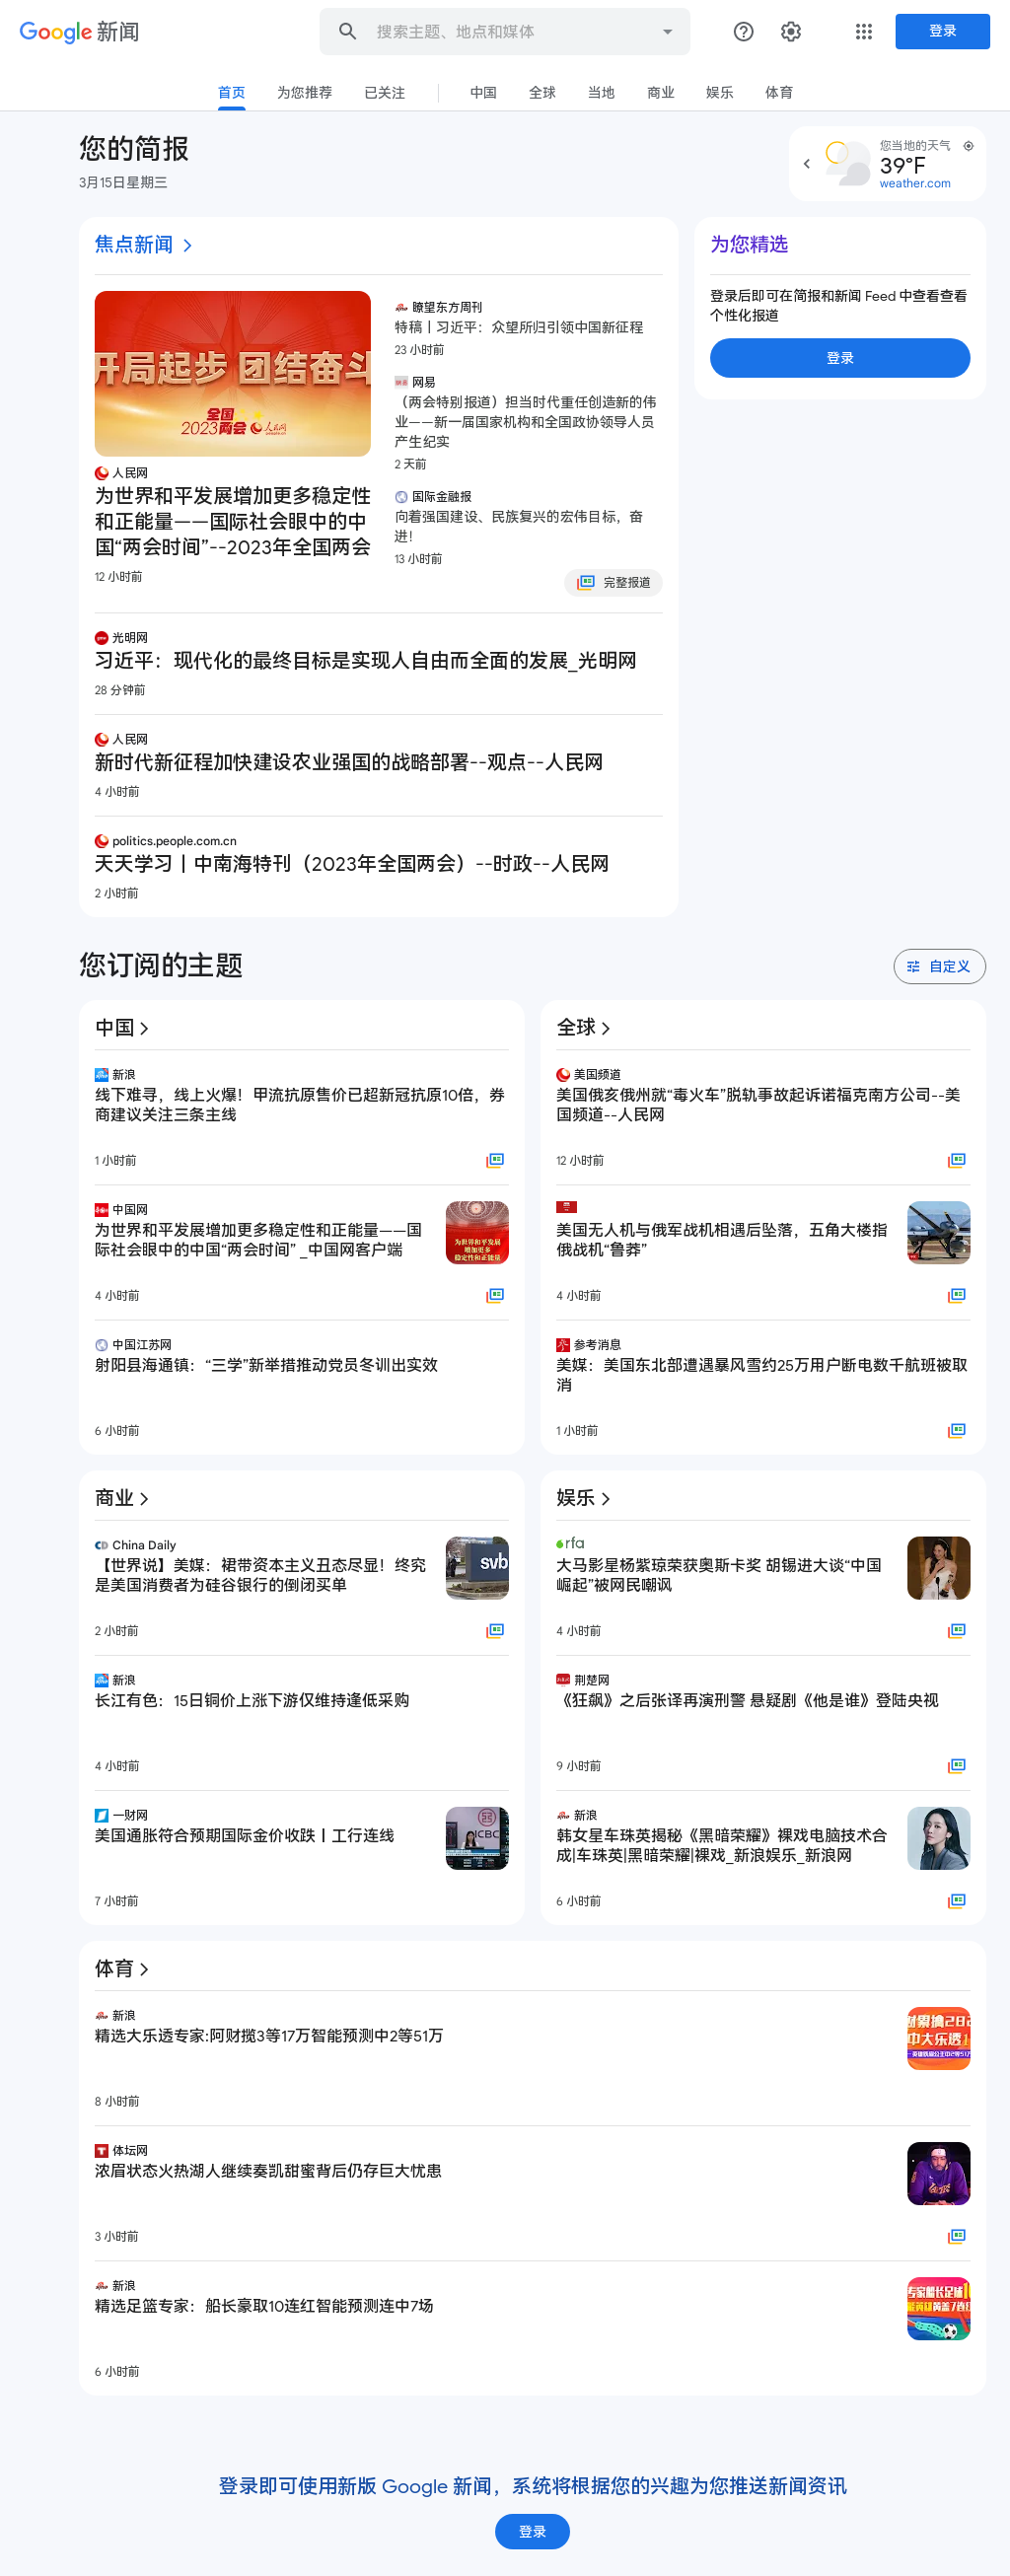 Google 新闻
搜索主题、地点和媒体
登录
首页
为您推荐
已关注
中国
全球
当地
商业
娱乐
体育
您的简报
3月15日星期三
您当地的天气
39°F
weather.com
焦点新闻
开局起步 团结奋斗
全国
2023两会
人民网
人民网
为世界和平发展增加更多稳定性
和正能量——国际社会眼中的中
国“两会时间”--2023年全国两会
12 小时前
瞭望东方周刊
特稿丨习近平：众望所归引领中国新征程
23 小时前
网易
（两会特别报道）担当时代重任创造新的伟
业——新一届国家机构和全国政协领导人员
产生纪实
2 天前
国际金融报
向着强国建设、民族复兴的宏伟目标，奋
进！
13 小时前
完整报道
光明网
习近平：现代化的最终目标是实现人自由而全面的发展_光明网
28 分钟前
人民网
新时代新征程加快建设农业强国的战略部署--观点--人民网
4 小时前
politics.people.com.cn
天天学习丨中南海特刊（2023年全国两会）--时政--人民网
2 小时前
为您精选
登录后即可在简报和新闻 Feed 中查看查看
个性化报道
登录
您订阅的主题
自定义
中国
新浪
线下难寻，线上火爆！甲流抗原售价已超新冠抗原10倍，券
商建议关注三条主线
1 小时前
中国网
为世界和平发展增加更多稳定性和正能量——国
际社会眼中的中国“两会时间” _中国网客户端
为世界和平发展
增加更多
稳定性和正能量
4 小时前
中国江苏网
射阳县海通镇：“三学”新举措推动党员冬训出实效
6 小时前
全球
美国频道
美国俄亥俄州就“毒火车”脱轨事故起诉诺福克南方公司--美
国频道--人民网
12 小时前
美国无人机与俄军战机相遇后坠落，五角大楼指
俄战机“鲁莽”
4 小时前
参考消息
美媒：美国东北部遭遇暴风雪约25万用户断电数千航班被取
消
1 小时前
商业
China Daily
【世界说】美媒：裙带资本主义丑态尽显！终究
是美国消费者为硅谷银行的倒闭买单
svb
2 小时前
新浪
长江有色：15日铜价上涨下游仅维持逢低采购
4 小时前
一财网
美国通胀符合预期国际金价收跌丨工行连线
ICBC
7 小时前
娱乐
rfa
大马影星杨紫琼荣获奥斯卡奖 胡锡进大谈“中国
崛起”被网民嘲讽
4 小时前
荆楚网
《狂飙》之后张译再演刑警 悬疑剧《他是谁》登陆央视
9 小时前
新浪
韩女星车珠英揭秘《黑暗荣耀》裸戏电脑技术合
成|车珠英|黑暗荣耀|裸戏_新浪娱乐_新浪网
6 小时前
体育
新浪
精选大乐透专家:阿财揽3等17万智能预测中2等51万
8 小时前
体坛网
浓眉状态火热湖人继续奏凯甜蜜背后仍存巨大忧患
3 小时前
新浪
精选足篮专家：船长豪取10连红智能预测连中7场
6 小时前
登录即可使用新版 Google 新闻，系统将根据您的兴趣为您推送新闻资讯
登录